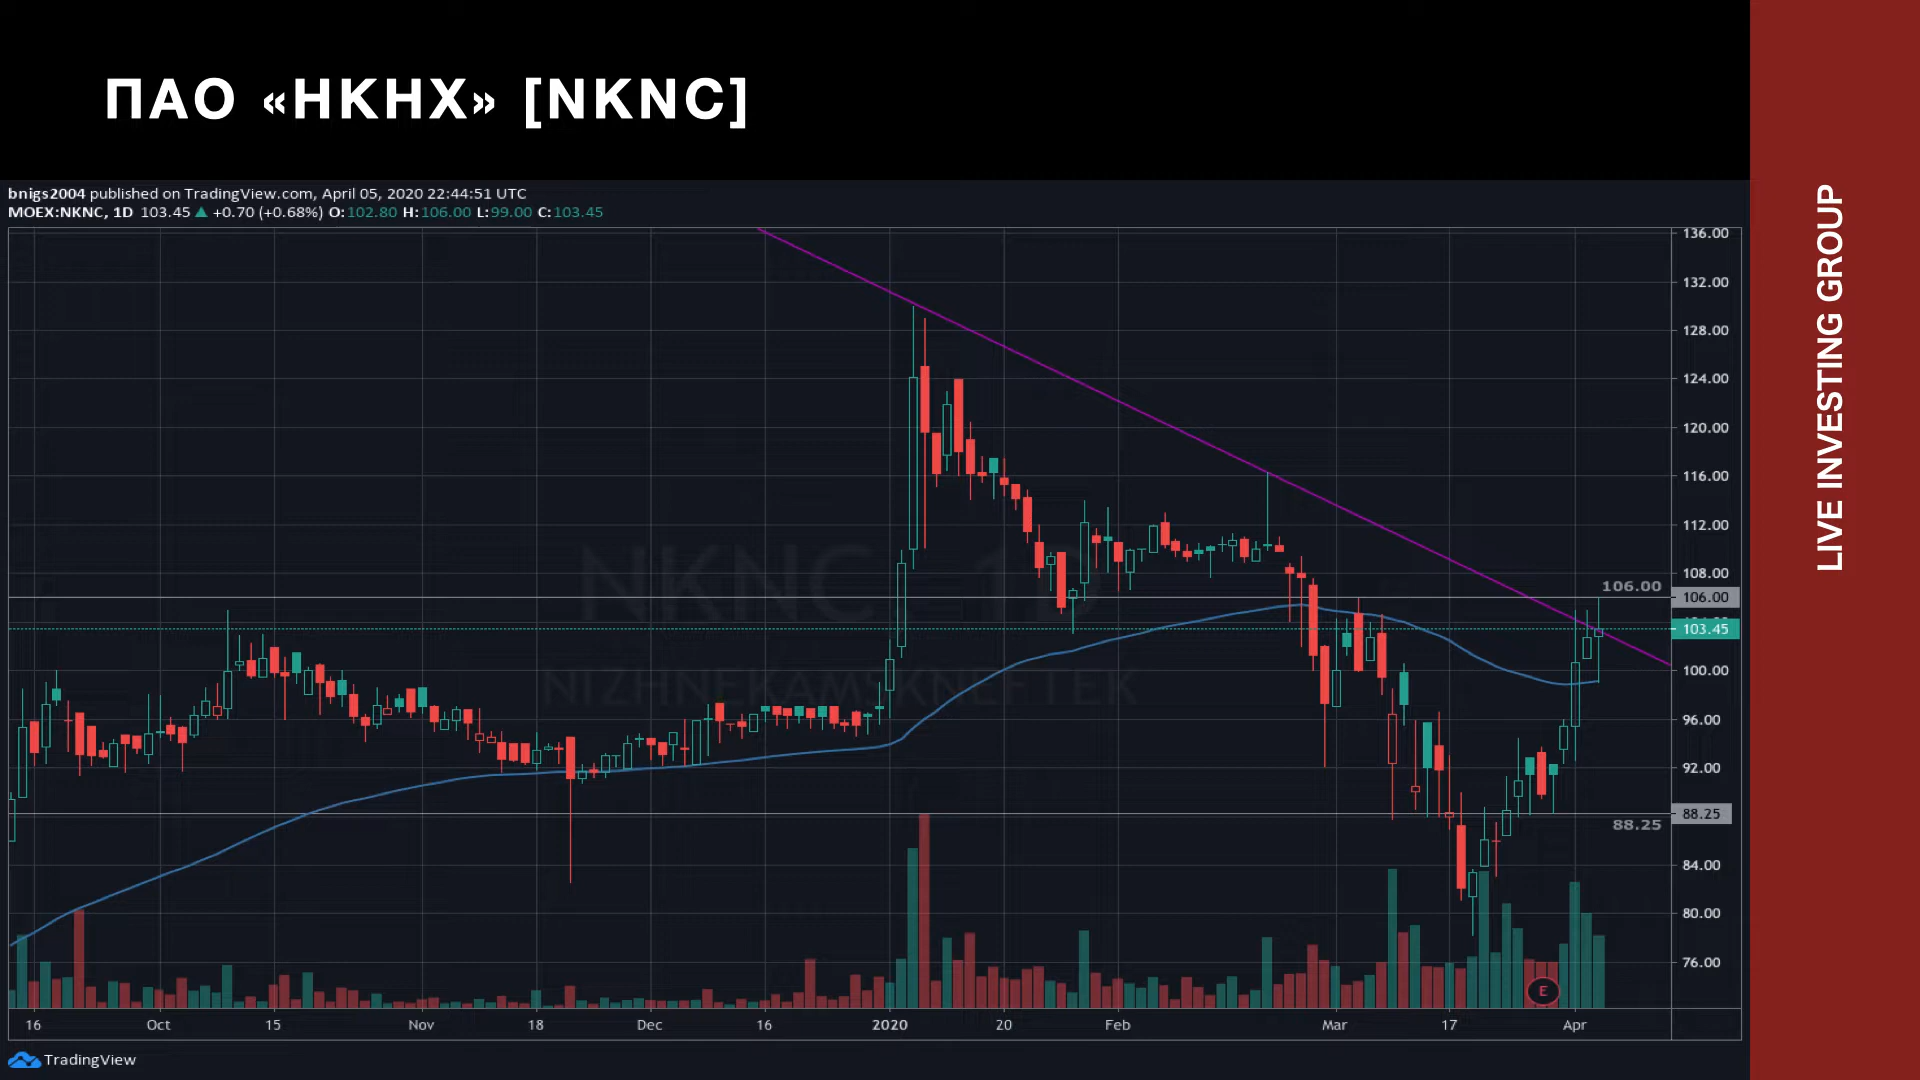 ПАО «НКНХ» [NKNC]
LIVE INVESTING GROUP
bnigs2004 published on TradingView.com, April 05, 2020 22:44:51 UTC
MOEX:NKNC, 1D 103.45 ▲ +0.70 (+0.68%) O:102.80 H:106.00 L:99.00 C:103.45
136.00
132.00
128.00
124.00
120.00
116.00
112.00
NKNC, 1D
108.00
106.00
106.00
103.45
100.00
NIZHNEKAMSKNEFTEK
96.00
92.00
88.25
88.25
84.00
80.00
76.00
E
16 Oct 15 Nov 18 Dec 16 2020 20 Feb Mar 17 Apr
TradingView